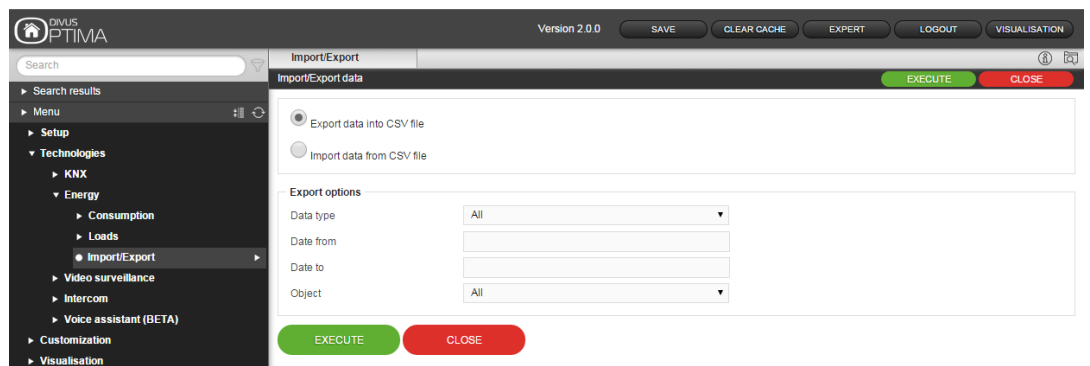 DIVUS
OPTIMA
Version 2.0.0
SAVE
CLEAR CACHE
EXPERT
LOGOUT
VISUALISATION
Search
Search results
Menu
Setup
Technologies
KNX
Energy
Consumption
Loads
Import/Export
Video surveillance
Intercom
Voice assistant (BETA)
Customization
Visualisation
Import/Export
Import/Export data
EXECUTE
CLOSE
Export data into CSV file
Import data from CSV file
Export options
Data type All
Date from
Date to
Object All
EXECUTE
CLOSE